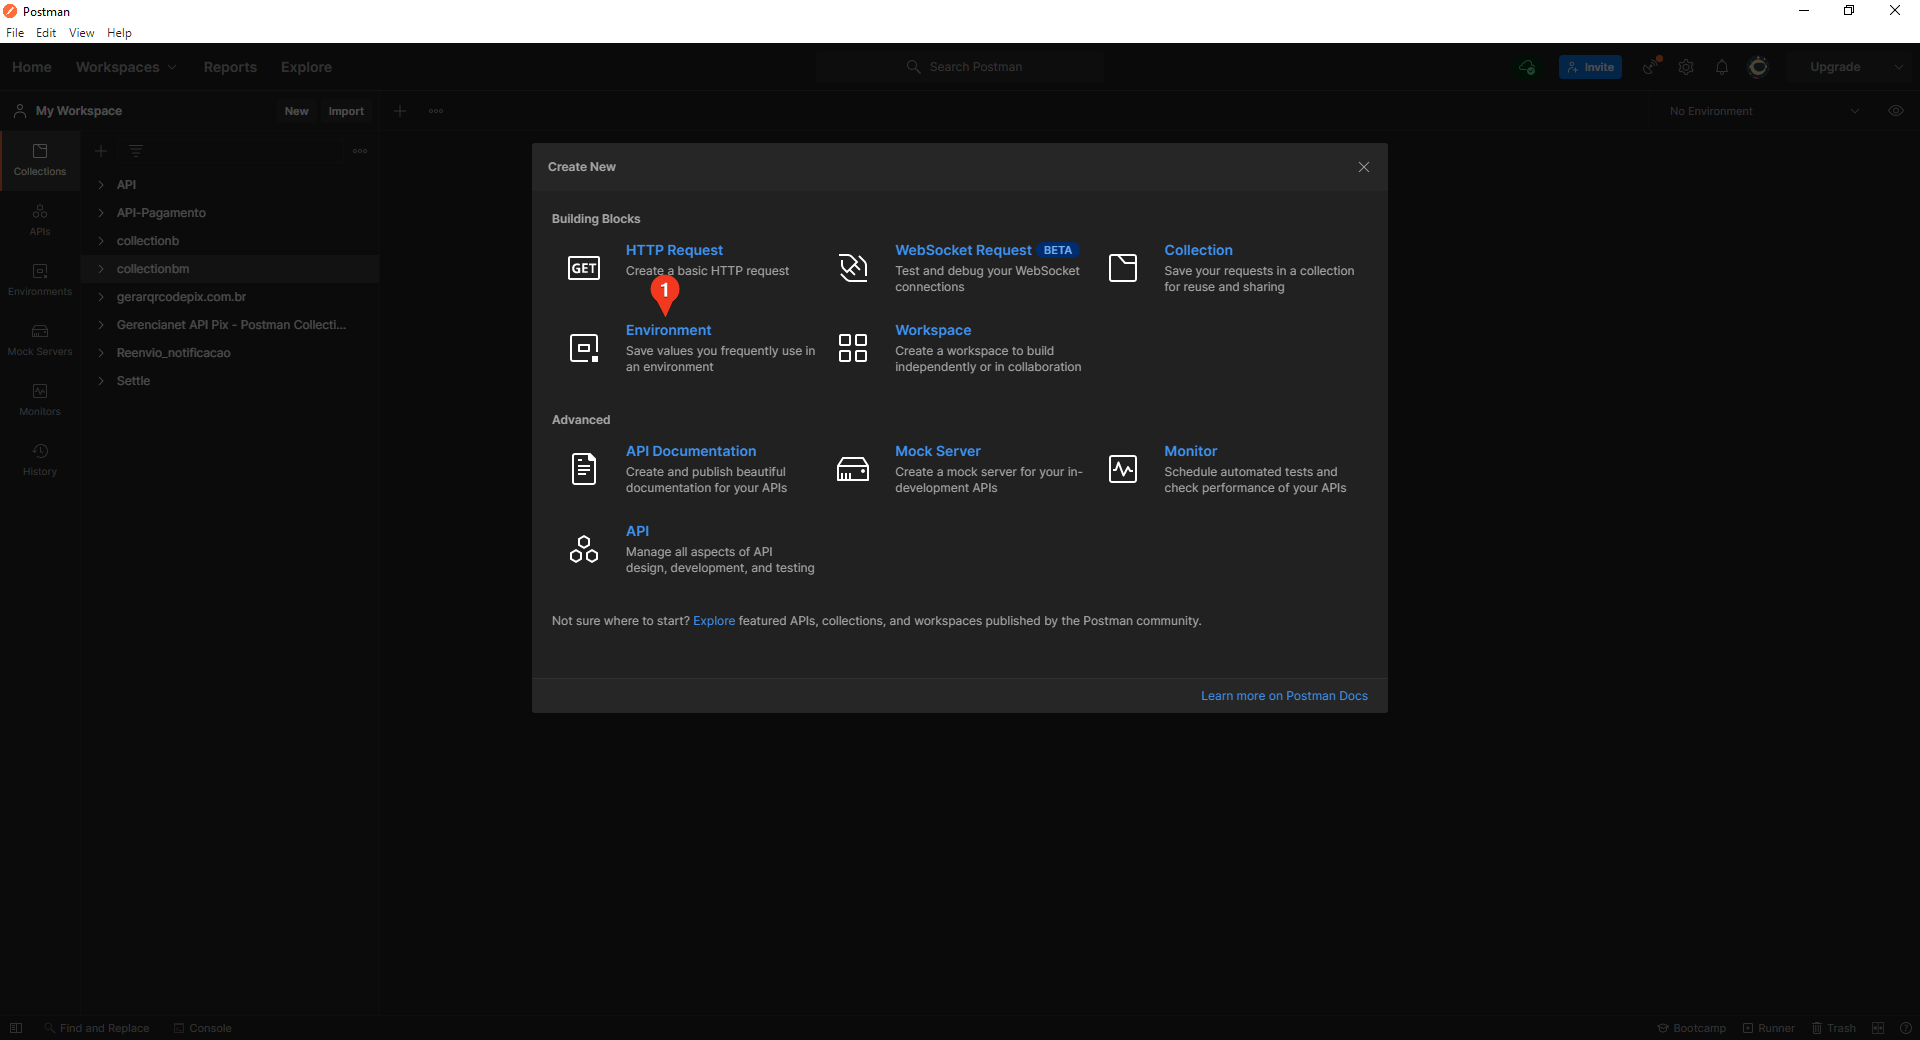 Postman
File Edit View Help
Home Workspaces Reports Explore
Search Postman
Invite
Upgrade
My Workspace
New Import
No Environment
Collections
APIs
Environments
Mock Servers
Monitors
History
API
API-Pagamento
collectionb
collectionbm
gerarqrcodepix.com.br
Gerencianet API Pix - Postman Collecti...
Reenvio_notificacao
Settle
Create New
Building Blocks
GET
HTTP Request
Create a basic HTTP request
WebSocket Request BETA
Test and debug your WebSocket
connections
Collection
Save your requests in a collection
for reuse and sharing
1
Environment
Save values you frequently use in
an environment
Workspace
Create a workspace to build
independently or in collaboration
Advanced
API Documentation
Create and publish beautiful
documentation for your APIs
Mock Server
Create a mock server for your in-
development APIs
Monitor
Schedule automated tests and
check performance of your APIs
API
Manage all aspects of API
design, development, and testing
Not sure where to start? Explore featured APIs, collections, and workspaces published by the Postman community.
Learn more on Postman Docs
Find and Replace Console
Bootcamp Runner Trash